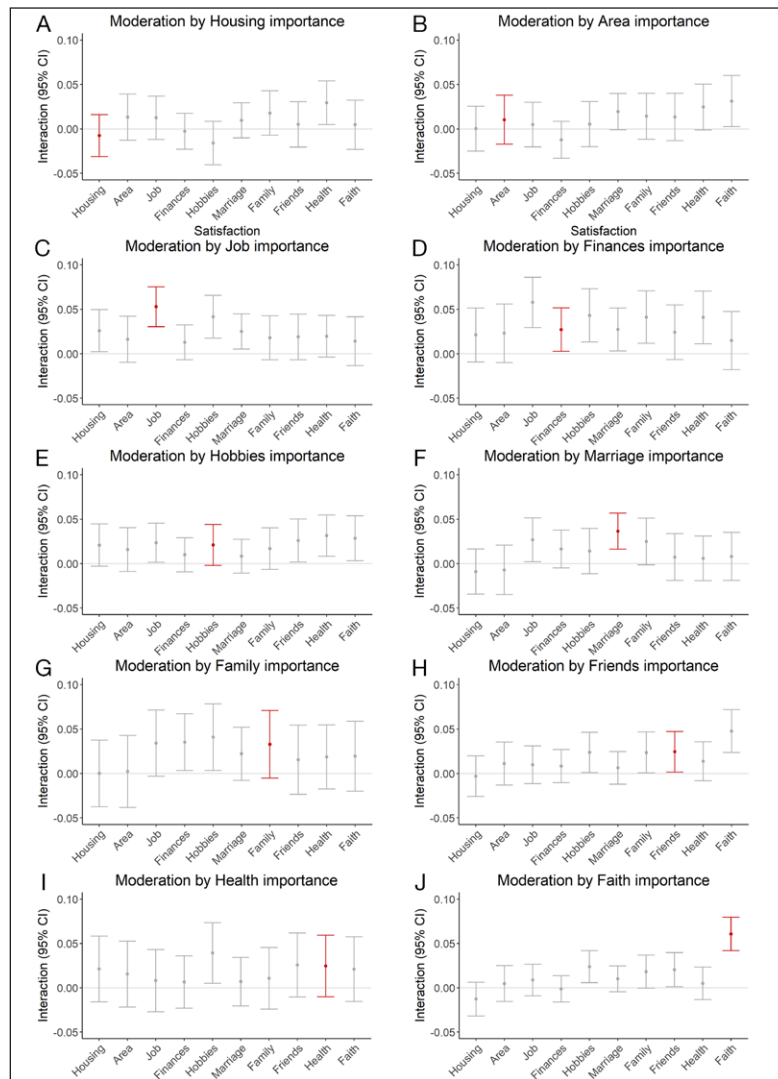 A Moderation by Housing importance
Interaction (95% CI)
0.10
0.05
0.00
-0.05
Housing Area Job Finances Hobbies Marriage Family Friends Health Faith
Satisfaction
B Moderation by Area importance
Interaction (95% CI)
0.10
0.05
0.00
-0.05
Housing Area Job Finances Hobbies Marriage Family Friends Health Faith
Satisfaction
C Moderation by Job importance
Interaction (95% CI)
0.10
0.05
0.00
-0.05
Housing Area Job Finances Hobbies Marriage Family Friends Health Faith
D Moderation by Finances importance
Interaction (95% CI)
0.10
0.05
0.00
-0.05
Housing Area Job Finances Hobbies Marriage Family Friends Health Faith
E Moderation by Hobbies importance
Interaction (95% CI)
0.10
0.05
0.00
-0.05
Housing Area Job Finances Hobbies Marriage Family Friends Health Faith
F Moderation by Marriage importance
Interaction (95% CI)
0.10
0.05
0.00
-0.05
Housing Area Job Finances Hobbies Marriage Family Friends Health Faith
G Moderation by Family importance
Interaction (95% CI)
0.10
0.05
0.00
-0.05
Housing Area Job Finances Hobbies Marriage Family Friends Health Faith
H Moderation by Friends importance
Interaction (95% CI)
0.10
0.05
0.00
-0.05
Housing Area Job Finances Hobbies Marriage Family Friends Health Faith
I Moderation by Health importance
Interaction (95% CI)
0.10
0.05
0.00
-0.05
Housing Area Job Finances Hobbies Marriage Family Friends Health Faith
J Moderation by Faith importance
Interaction (95% CI)
0.10
0.05
0.00
-0.05
Housing Area Job Finances Hobbies Marriage Family Friends Health Faith